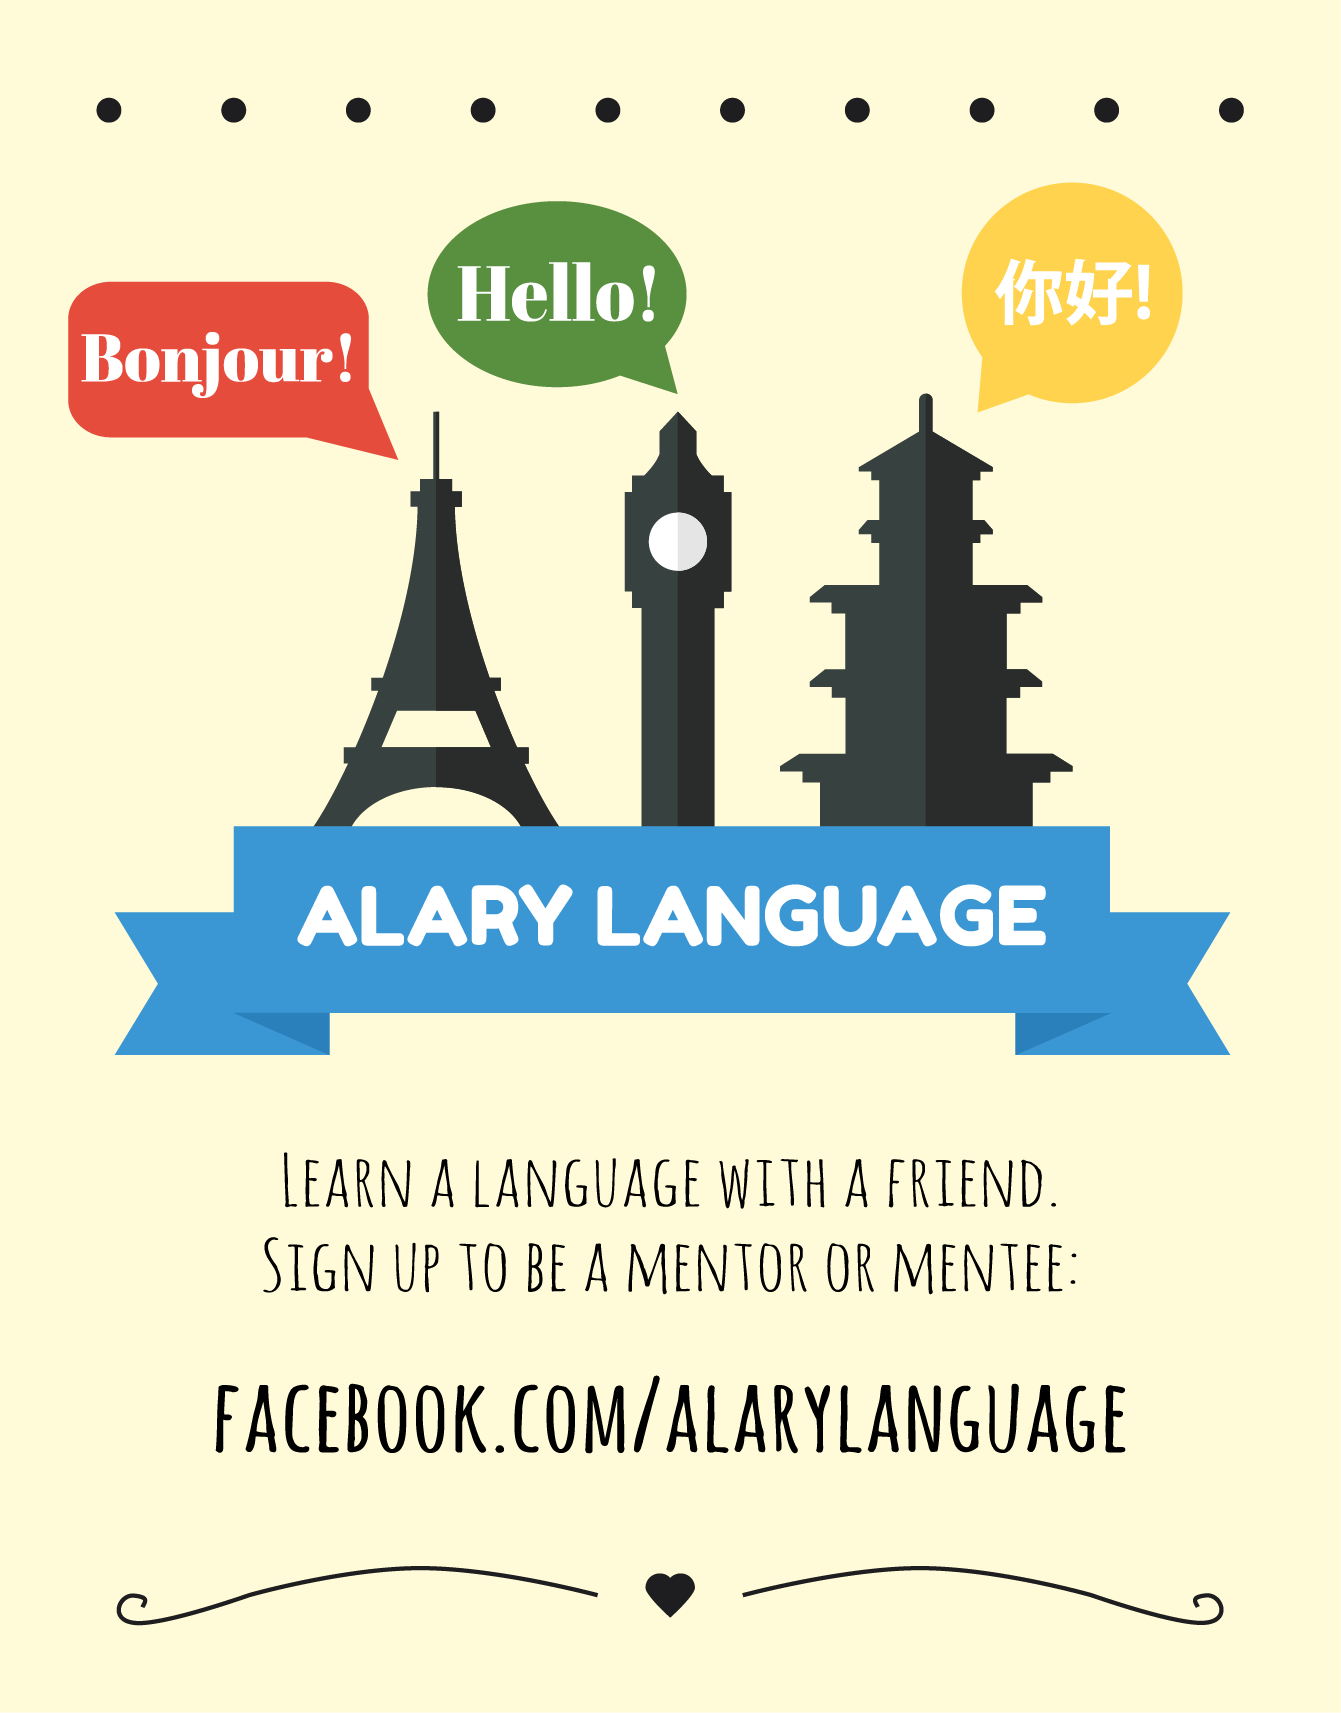 Bonjour!
Hello!
你好!
ALARY LANGUAGE
LEARN A LANGUAGE WITH A FRIEND.
SIGN UP TO BE A MENTOR OR MENTEE:
FACEBOOK.COM/ALARYLANGUAGE